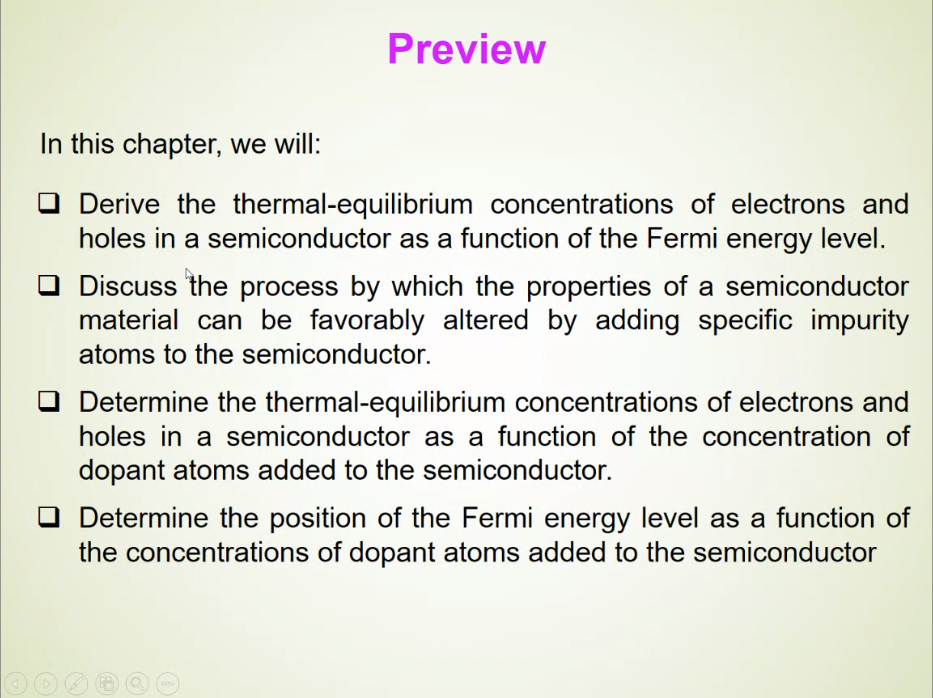 Preview
In this chapter, we will:
❑ Derive the thermal-equilibrium concentrations of electrons and
holes in a semiconductor as a function of the Fermi energy level.
❑ Discuss the process by which the properties of a semiconductor
material can be favorably altered by adding specific impurity
atoms to the semiconductor.
❑ Determine the thermal-equilibrium concentrations of electrons and
holes in a semiconductor as a function of the concentration of
dopant atoms added to the semiconductor.
❑ Determine the position of the Fermi energy level as a function of
the concentrations of dopant atoms added to the semiconductor